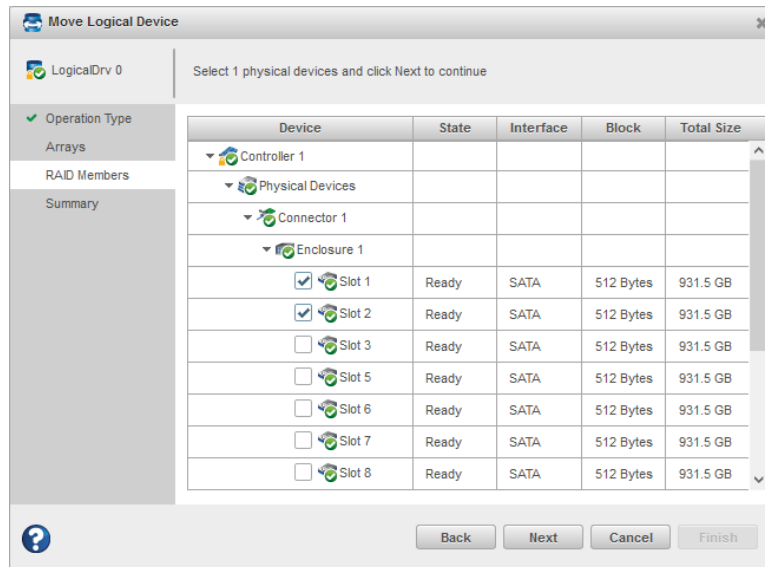 Move Logical Device
LogicalDrv 0
Select 1 physical devices and click Next to continue
Operation Type
Arrays
RAID Members
Summary
Device State Interface Block Total Size
Controller 1
Physical Devices
Connector 1
Enclosure 1
Slot 1 Ready SATA 512 Bytes 931.5 GB
Slot 2 Ready SATA 512 Bytes 931.5 GB
Slot 3 Ready SATA 512 Bytes 931.5 GB
Slot 5 Ready SATA 512 Bytes 931.5 GB
Slot 6 Ready SATA 512 Bytes 931.5 GB
Slot 7 Ready SATA 512 Bytes 931.5 GB
Slot 8 Ready SATA 512 Bytes 931.5 GB
? Back Next Cancel Finish